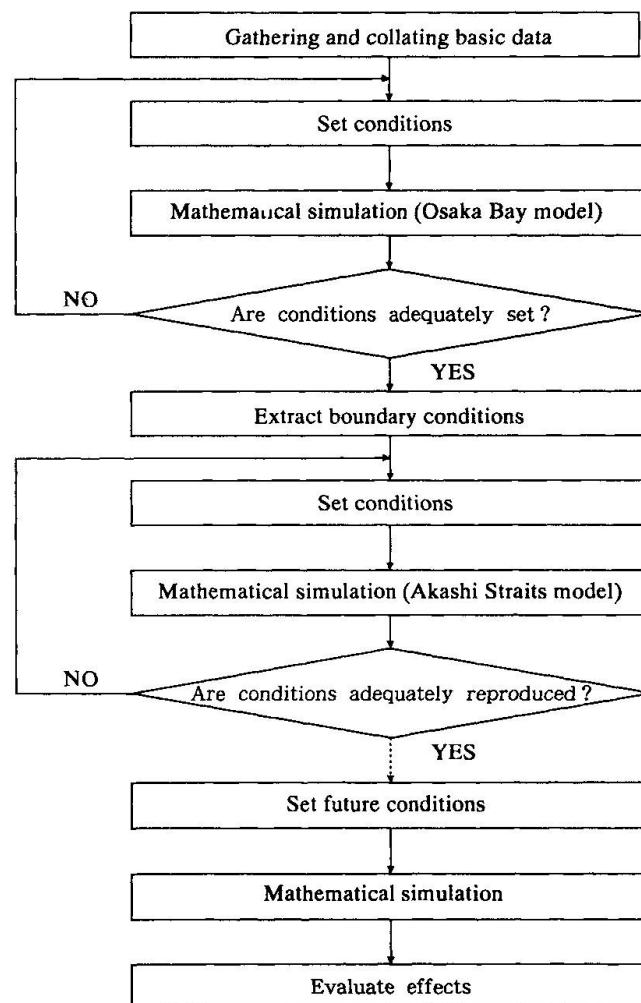 Gathering and collating basic data
Set conditions
Mathematical simulation (Osaka Bay model)
NO
Are conditions adequately set?
YES
Extract boundary conditions
Set conditions
Mathematical simulation (Akashi Straits model)
NO
Are conditions adequately reproduced?
YES
Set future conditions
Mathematical simulation
Evaluate effects